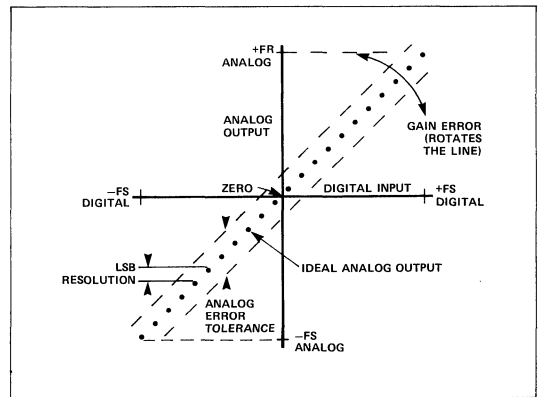 +FR
ANALOG
ANALOG
OUTPUT
GAIN ERROR
(ROTATES
THE LINE)
ZERO
DIGITAL INPUT
−FS
DIGITAL
+FS
DIGITAL
LSB
RESOLUTION
IDEAL ANALOG OUTPUT
ANALOG
ERROR
TOLERANCE
−FS
ANALOG